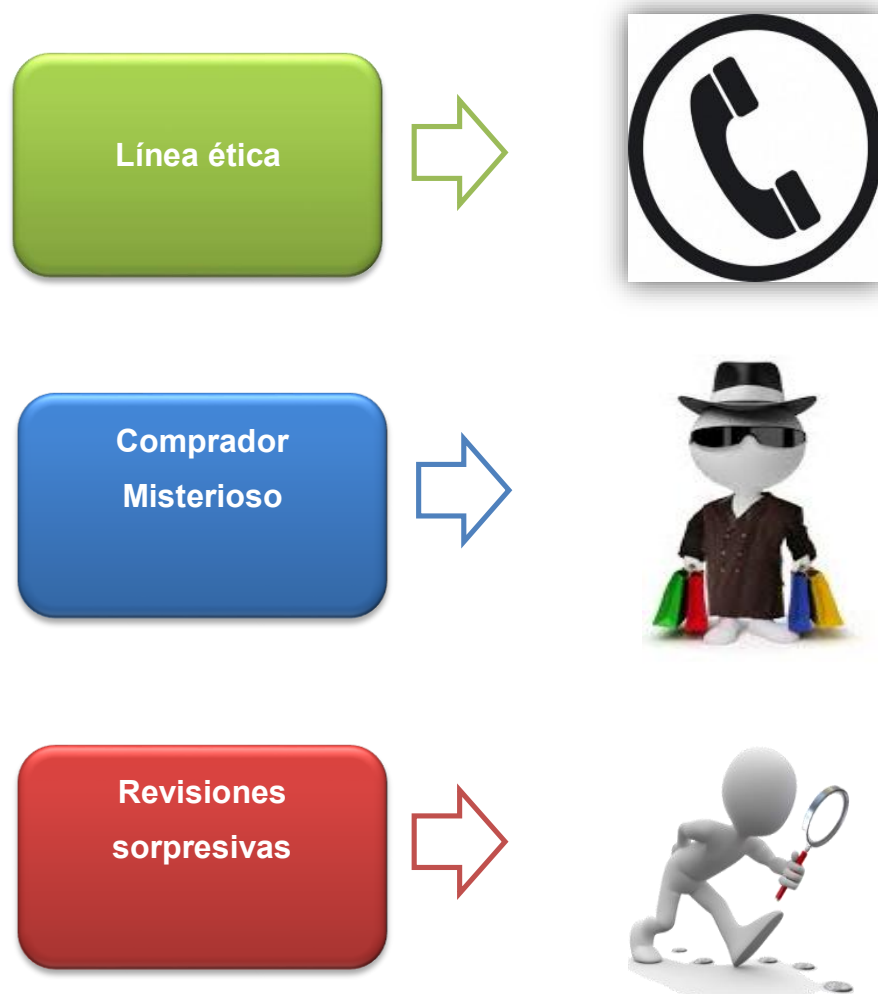 Línea ética
Comprador
Misterioso
Revisiones
sorpresivas